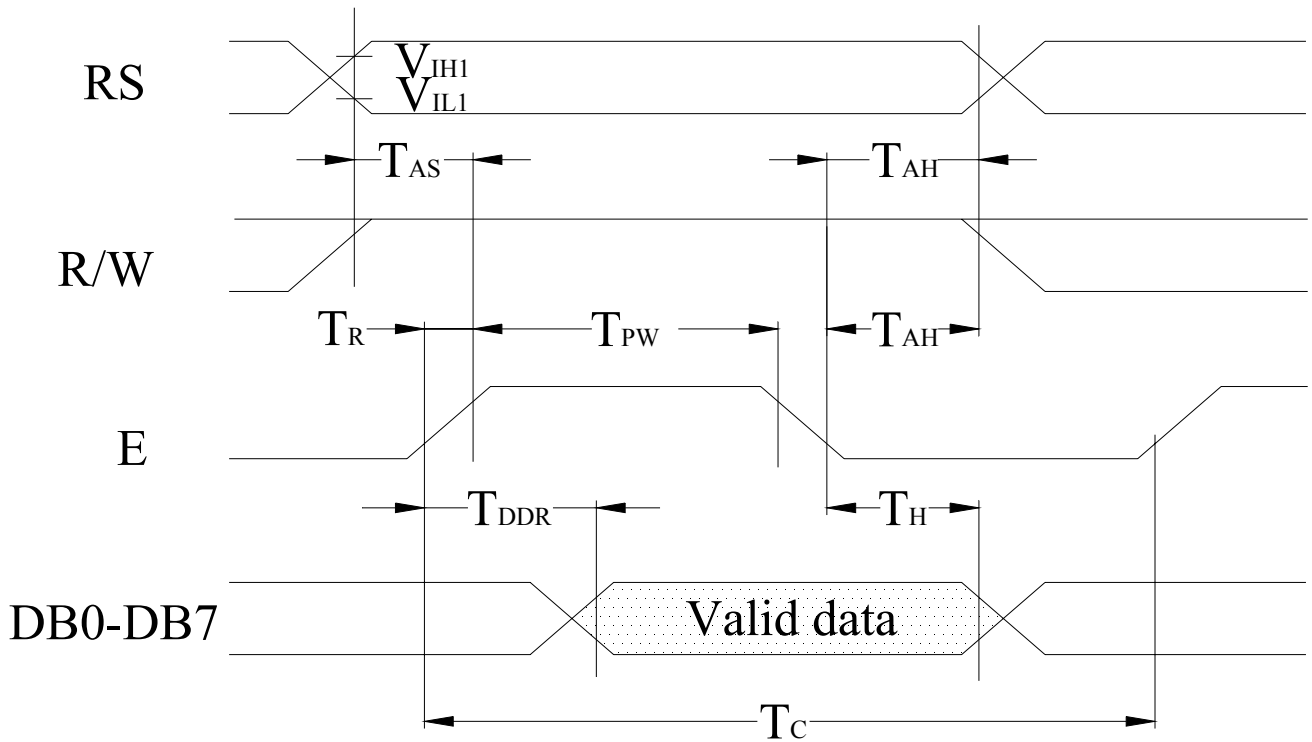 RS
VIH1
VIL1
TAS
TAH
R/W
TR
TPW
TAH
E
TDDR
TH
DB0-DB7
Valid data
TC